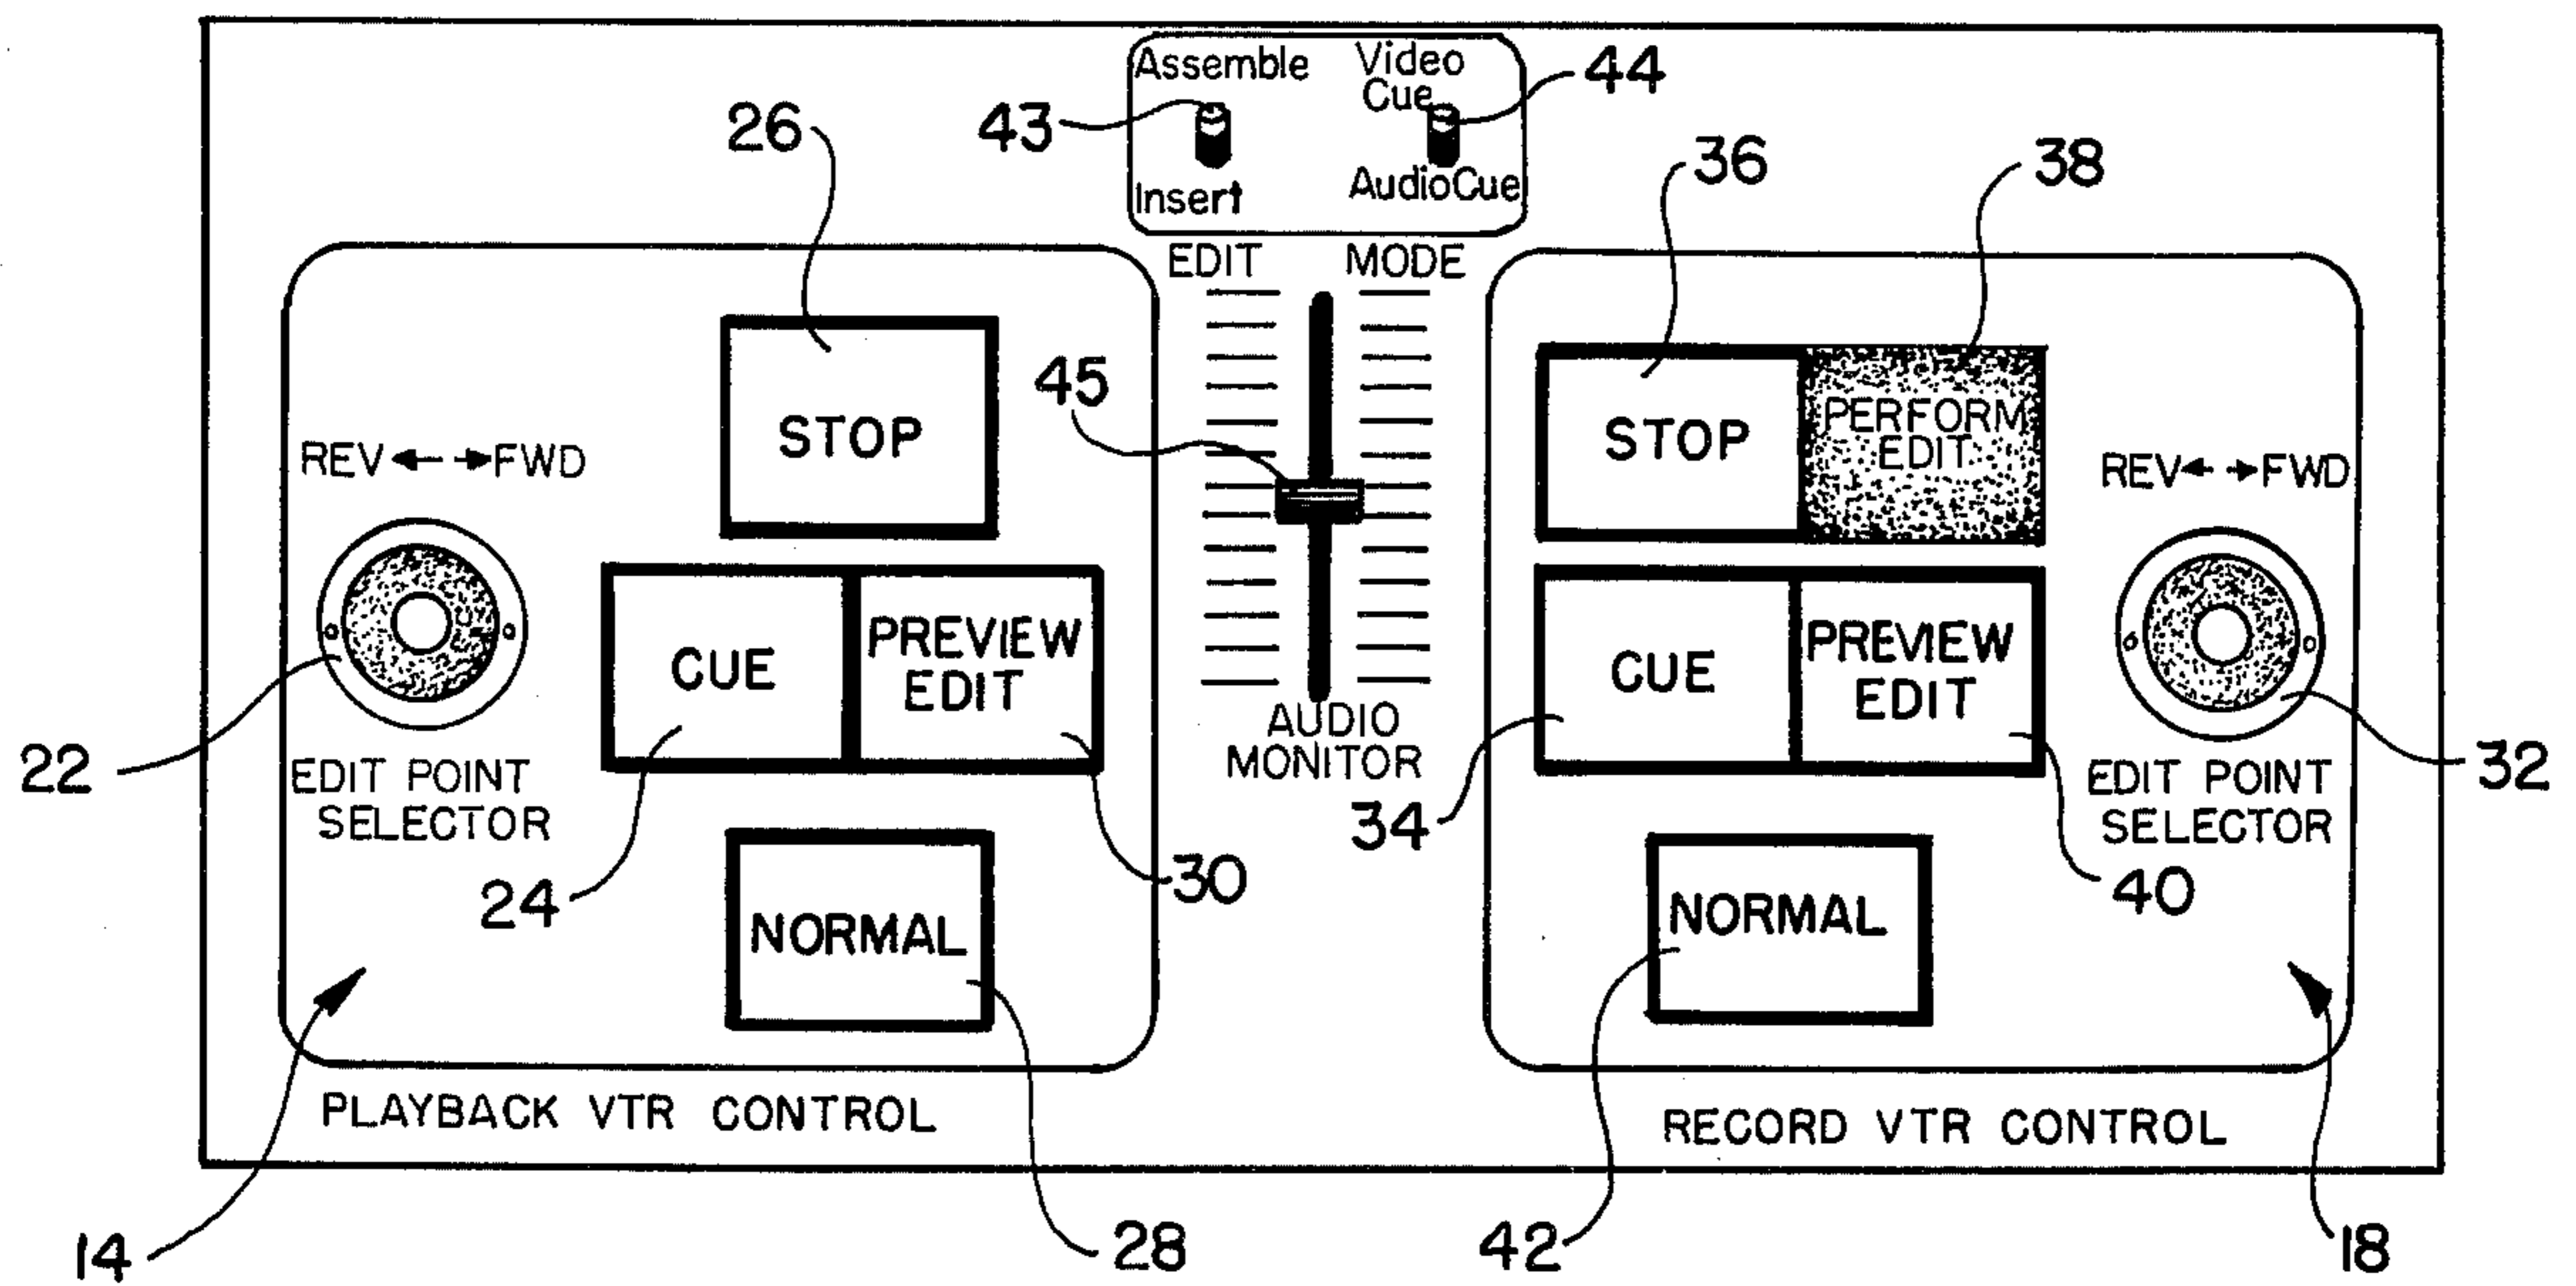 Assemble
Video
Cue
44
43
Insert
AudioCue
EDIT MODE
26
36
38
45
STOP
REV FWD
CUE
PREVIEW
EDIT
22
EDIT POINT
SELECTOR
24
30
NORMAL
14
PLAYBACK VTR CONTROL
28
AUDIO
MONITOR
STOP
PERFORM
EDIT
REV FWD
CUE
PREVIEW
EDIT
32
EDIT POINT
SELECTOR
34
40
NORMAL
RECORD VTR CONTROL
42
18